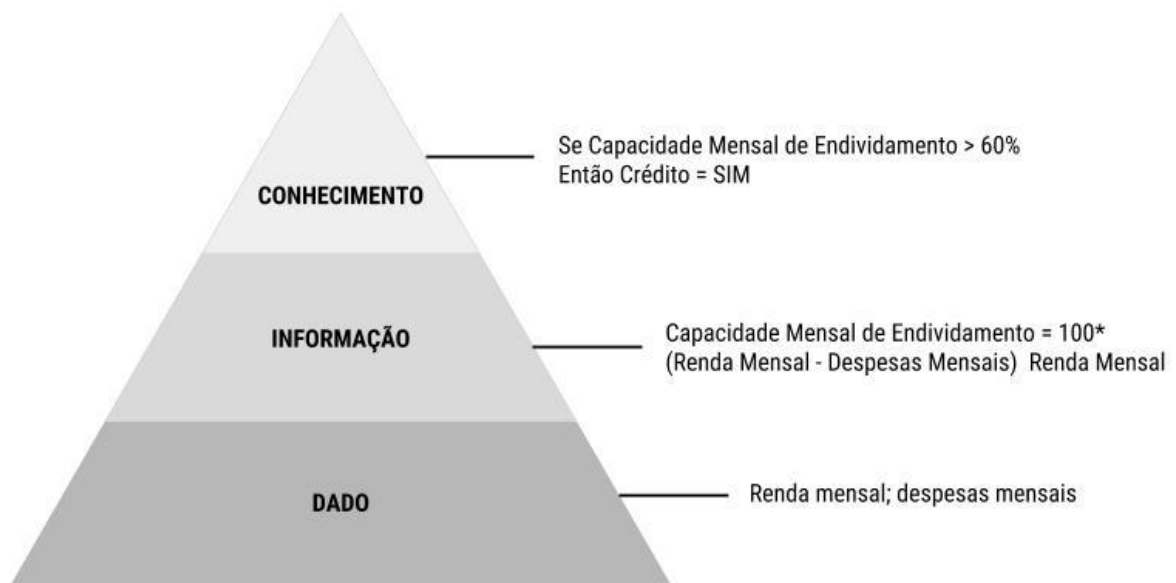 Se Capacidade Mensal de Endividamento > 60%
Então Crédito = SIM
CONHECIMENTO
INFORMAÇÃO
Capacidade Mensal de Endividamento = 100*
(Renda Mensal - Despesas Mensais) Renda Mensal
DADO
Renda mensal; despesas mensais